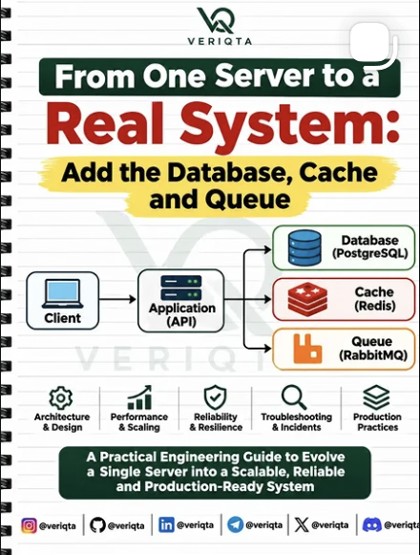 VERIQTA
From One Server to a
Real System:
Add the Database, Cache
and Queue
Client
Application
(API)
Database
(PostgreSQL)
Cache
(Redis)
Queue
(RabbitMQ)
VERIQTA
Architecture
& Design
Performance
& Scaling
Reliability
& Resilience
Troubleshooting
& Incidents
Production
Practices
A Practical Engineering Guide to Evolve
a Single Server into a Scalable, Reliable
and Production-Ready System
@veriqta
@veriqta
@veriqta
@veriqta
@veriqta
@veriqta